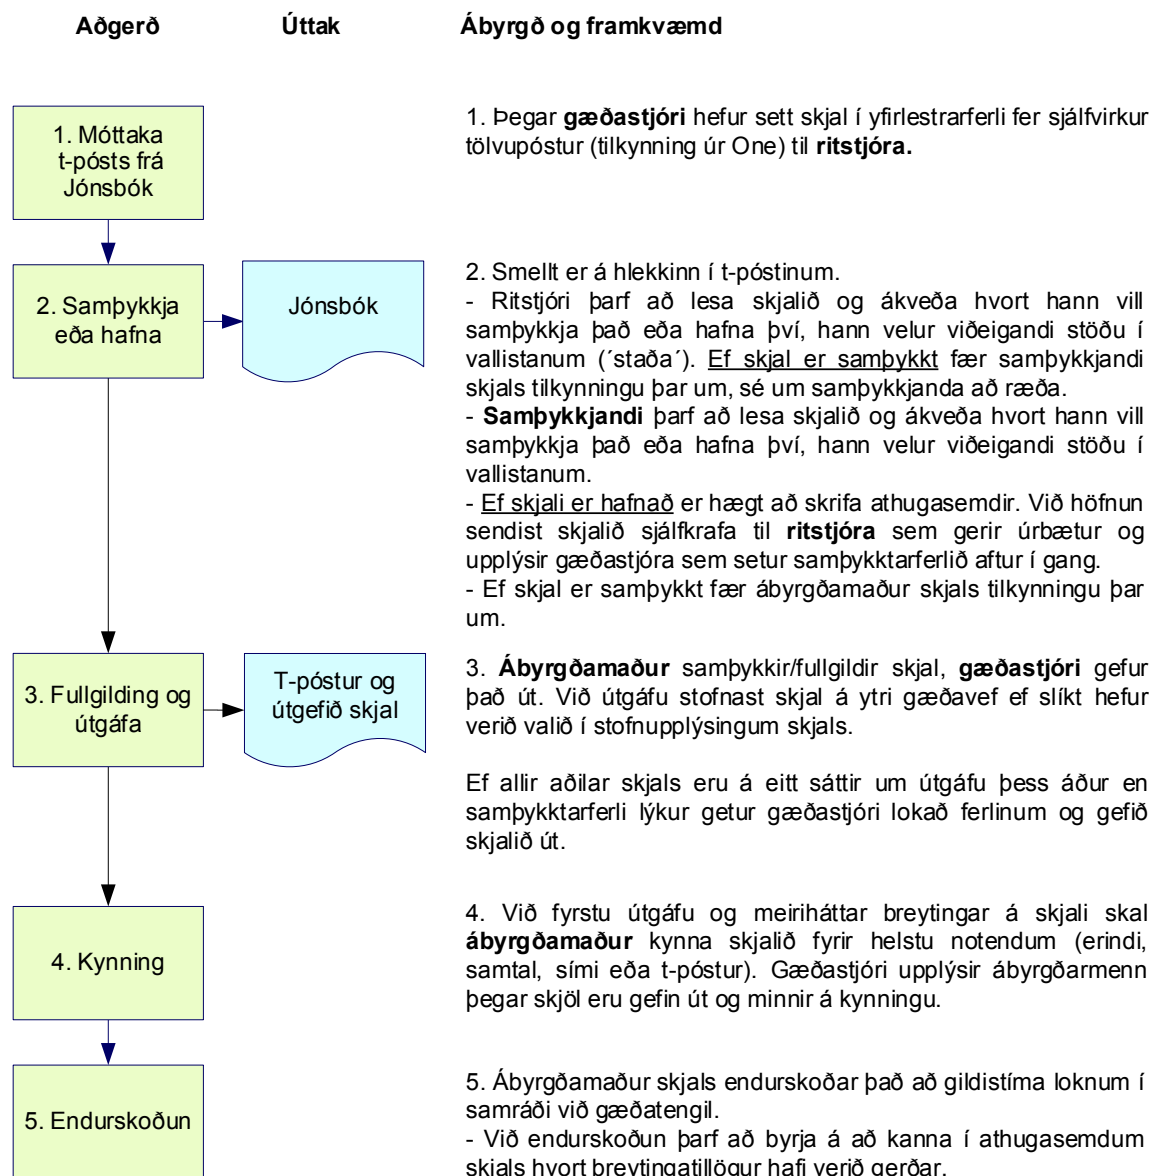 Aðgerð Úttak Ábyrgð og framkvæmd
1. Móttaka
t-pósts frá
Jónsbók
1. Þegar gæðastjóri hefur sett skjal í yfirlestrarferli fer sjálfvirkur
tölvupóstur (tilkynning úr One) til ritstjóra.
2. Samþykkja
eða hafna
Jónsbók
2. Smellt er á hlekkinn í t-póstinum.
- Ritstjóri þarf að lesa skjalið og ákveða hvort hann vill
samþykkja það eða hafna því, hann velur viðeigandi stöðu í
vallistanum (´staða´). Ef skjal er samþykkt fær samþykkjandi
skjals tilkynningu þar um, sé um samþykkjanda að ræða.
- Samþykkjandi þarf að lesa skjalið og ákveða hvort hann vill
samþykkja það eða hafna því, hann velur viðeigandi stöðu í
vallistanum.
- Ef skjali er hafnað er hægt að skrifa athugasemdir. Við höfnun
sendist skjalið sjálfkrafa til ritstjóra sem gerir úrbætur og
upplýsir gæðastjóra sem setur samþykktarferlið aftur í gang.
- Ef skjal er samþykkt fær ábyrgðamaður skjals tilkynningu þar
um.
3. Fullgilding og
útgáfa
T-póstur og
útgefið skjal
3. Ábyrgðamaður samþykkir/fullgildir skjal, gæðastjóri gefur
það út. Við útgáfu stofnast skjal á ytri gæðavef ef slíkt hefur
verið valið í stofnupplýsingum skjals.
Ef allir aðilar skjals eru á eitt sáttir um útgáfu þess áður en
samþykktarferli lýkur getur gæðastjóri lokað ferlinum og gefið
skjalið út.
4. Kynning
4. Við fyrstu útgáfu og meiriháttar breytingar á skjali skal
ábyrgðamaður kynna skjalið fyrir helstu notendum (erindi,
samtal, sími eða t-póstur). Gæðastjóri upplýsir ábyrgðarmenn
þegar skjöl eru gefin út og minnir á kynningu.
5. Endurskoðun
5. Ábyrgðamaður skjals endurskoðar það að gildistíma loknum í
samráði við gæðatengil.
- Við endurskoðun þarf að byrja á að kanna í athugasemdum
skjals hvort breytingatillögur hafi verið gerðar.